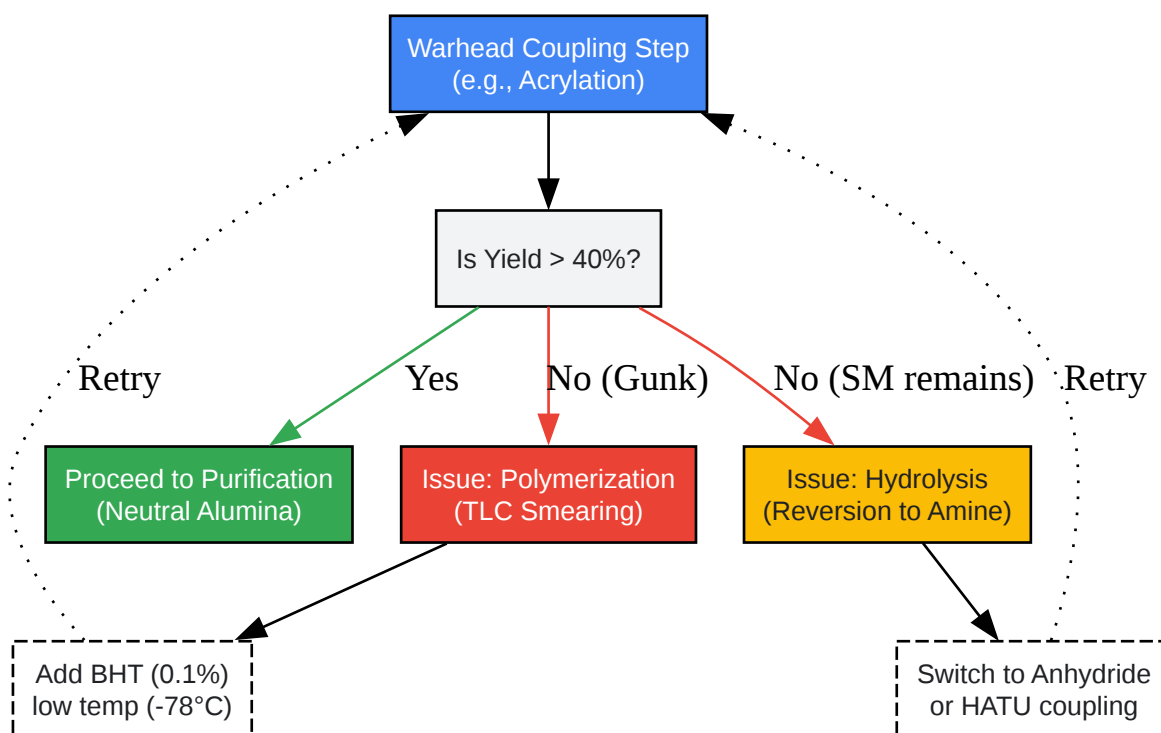 Warhead Coupling Step
(e.g., Acrylation)
Is Yield > 40%?
Retry
Yes
No (Gunk)
No (SM remains)
Retry
Proceed to Purification
(Neutral Alumina)
Issue: Polymerization
(TLC Smearing)
Issue: Hydrolysis
(Reversion to Amine)
Add BHT (0.1%)
low temp (-78°C)
Switch to Anhydride
or HATU coupling